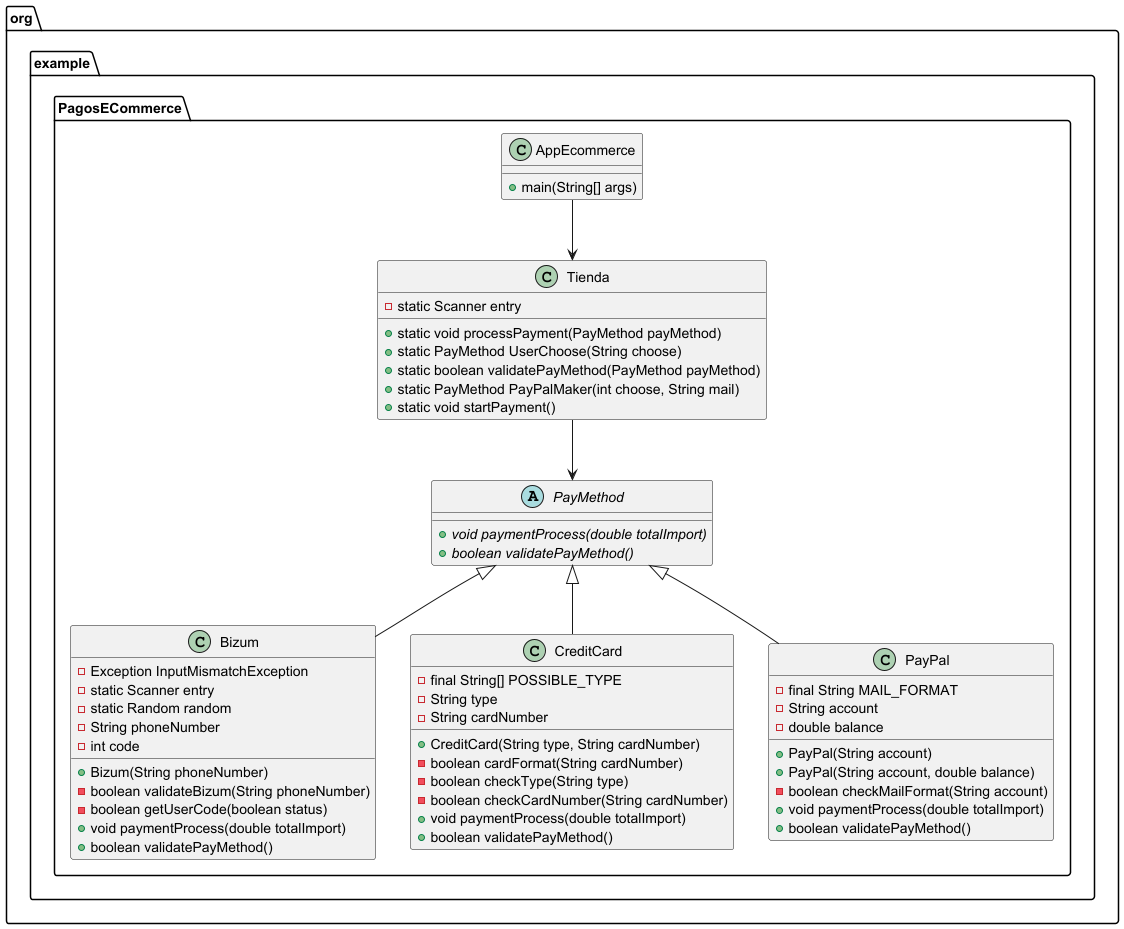 org
example
PagosECommerce
C AppEcommerce
main(String[] args)
C Tienda
static Scanner entry
static void processPayment(PayMethod payMethod)
static PayMethod UserChoose(String choose)
static boolean validatePayMethod(PayMethod payMethod)
static PayMethod PayPalMaker(int choose, String mail)
static void startPayment()
A PayMethod
void paymentProcess(double totalImport)
boolean validatePayMethod()
C Bizum
Exception InputMismatchException
static Scanner entry
static Random random
String phoneNumber
int code
Bizum(String phoneNumber)
boolean validateBizum(String phoneNumber)
boolean getUserCode(boolean status)
void paymentProcess(double totalImport)
boolean validatePayMethod()
C CreditCard
final String[] POSSIBLE_TYPE
String type
String cardNumber
CreditCard(String type, String cardNumber)
boolean cardFormat(String cardNumber)
boolean checkType(String type)
boolean checkCardNumber(String cardNumber)
void paymentProcess(double totalImport)
boolean validatePayMethod()
C PayPal
final String MAIL_FORMAT
String account
double balance
PayPal(String account)
PayPal(String account, double balance)
boolean checkMailFormat(String account)
void paymentProcess(double totalImport)
boolean validatePayMethod()